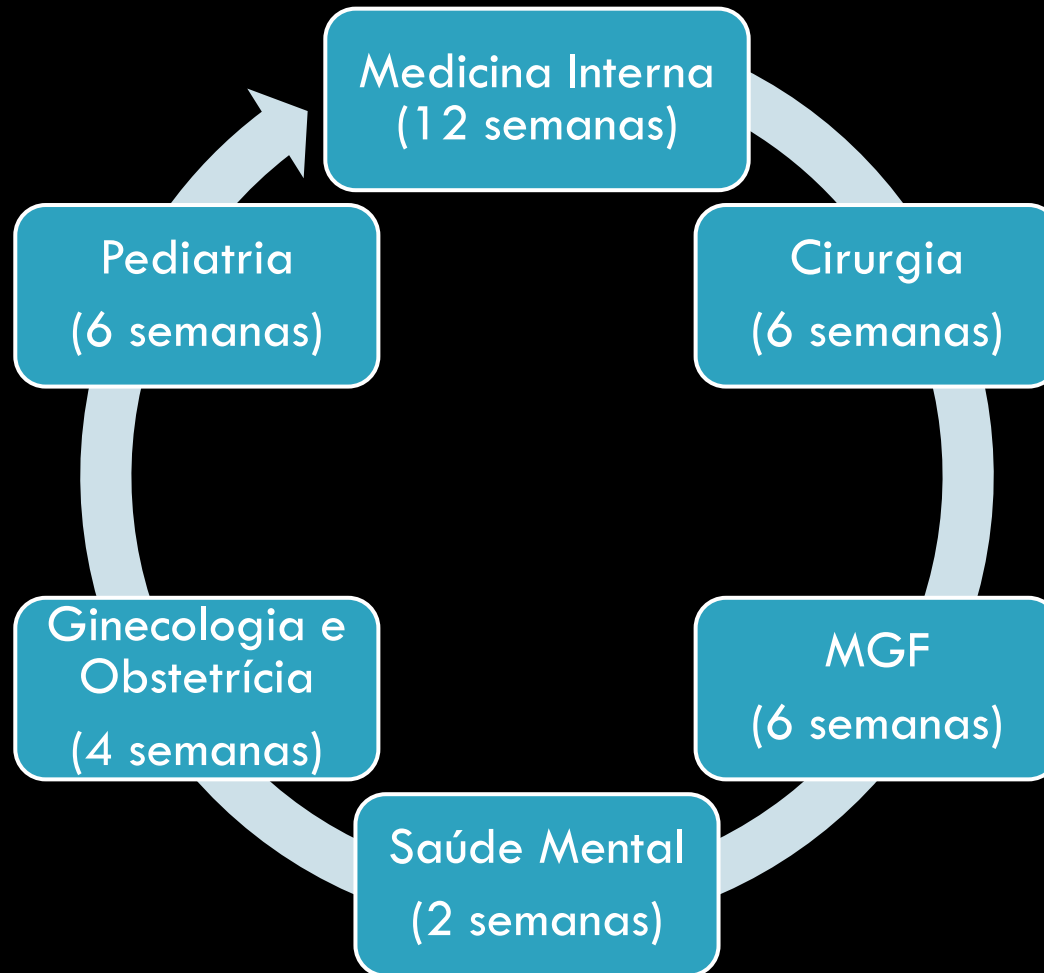 Medicina Interna
(12 semanas)
Cirurgia
(6 semanas)
MGF
(6 semanas)
Saúde Mental
(2 semanas)
Ginecologia e
Obstetrícia
(4 semanas)
Pediatria
(6 semanas)